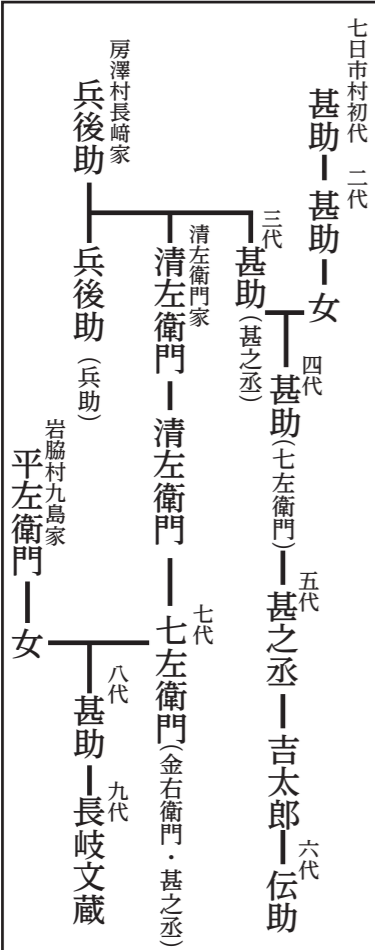 七日市村初代
甚助
二代
甚助
女
三代
甚助(甚之丞)
四代
甚助(七左衛門)
五代
甚之丞
吉太郎
六代
伝助
房澤村長﨑家
兵後助
兵後助(兵助)
清左衛門家
清左衛門
清左衛門
七代
七左衛門(金右衛門・甚之丞)
岩脇村九島家
平左衛門
女
八代
甚助
九代
長岐文蔵